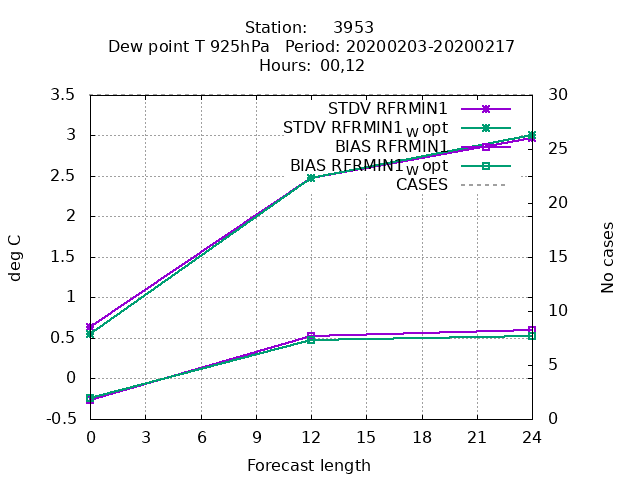 Station:     3953
Dew point T 925hPa   Period: 20200203-20200217
Hours:  00,12
3.5
3
2.5
2
1.5
1
0.5
0
-0.5
deg C
STDV RFRMIN1
STDV RFRMIN1_W opt
BIAS RFRMIN1
BIAS RFRMIN1_W opt
CASES
30
25
20
15
10
5
0
No cases
0 3 6 9 12 15 18 21 24
Forecast length